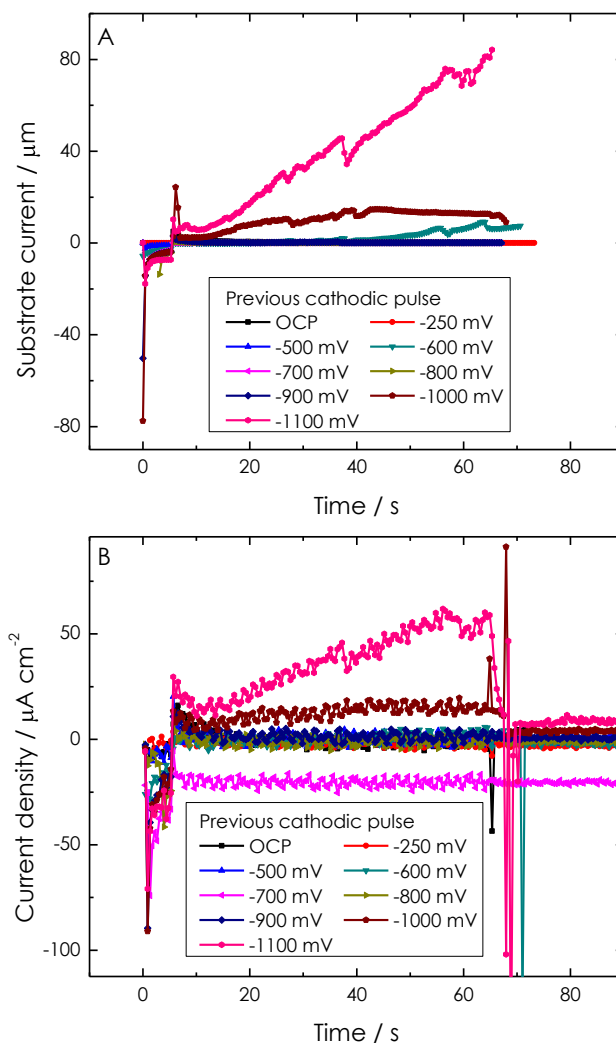 A
80
40
0
-40
-80
Substrate current / μm
Previous cathodic pulse
OCP -250 mV
-500 mV -600 mV
-700 mV -800 mV
-900 mV -1000 mV
-1100 mV
0 20 40 60 80
Time / s
B
50
0
-50
-100
Current density / μA cm-2
Previous cathodic pulse
OCP -250 mV
-500 mV -600 mV
-700 mV -800 mV
-900 mV -1000 mV
-1100 mV
0 20 40 60 80
Time / s